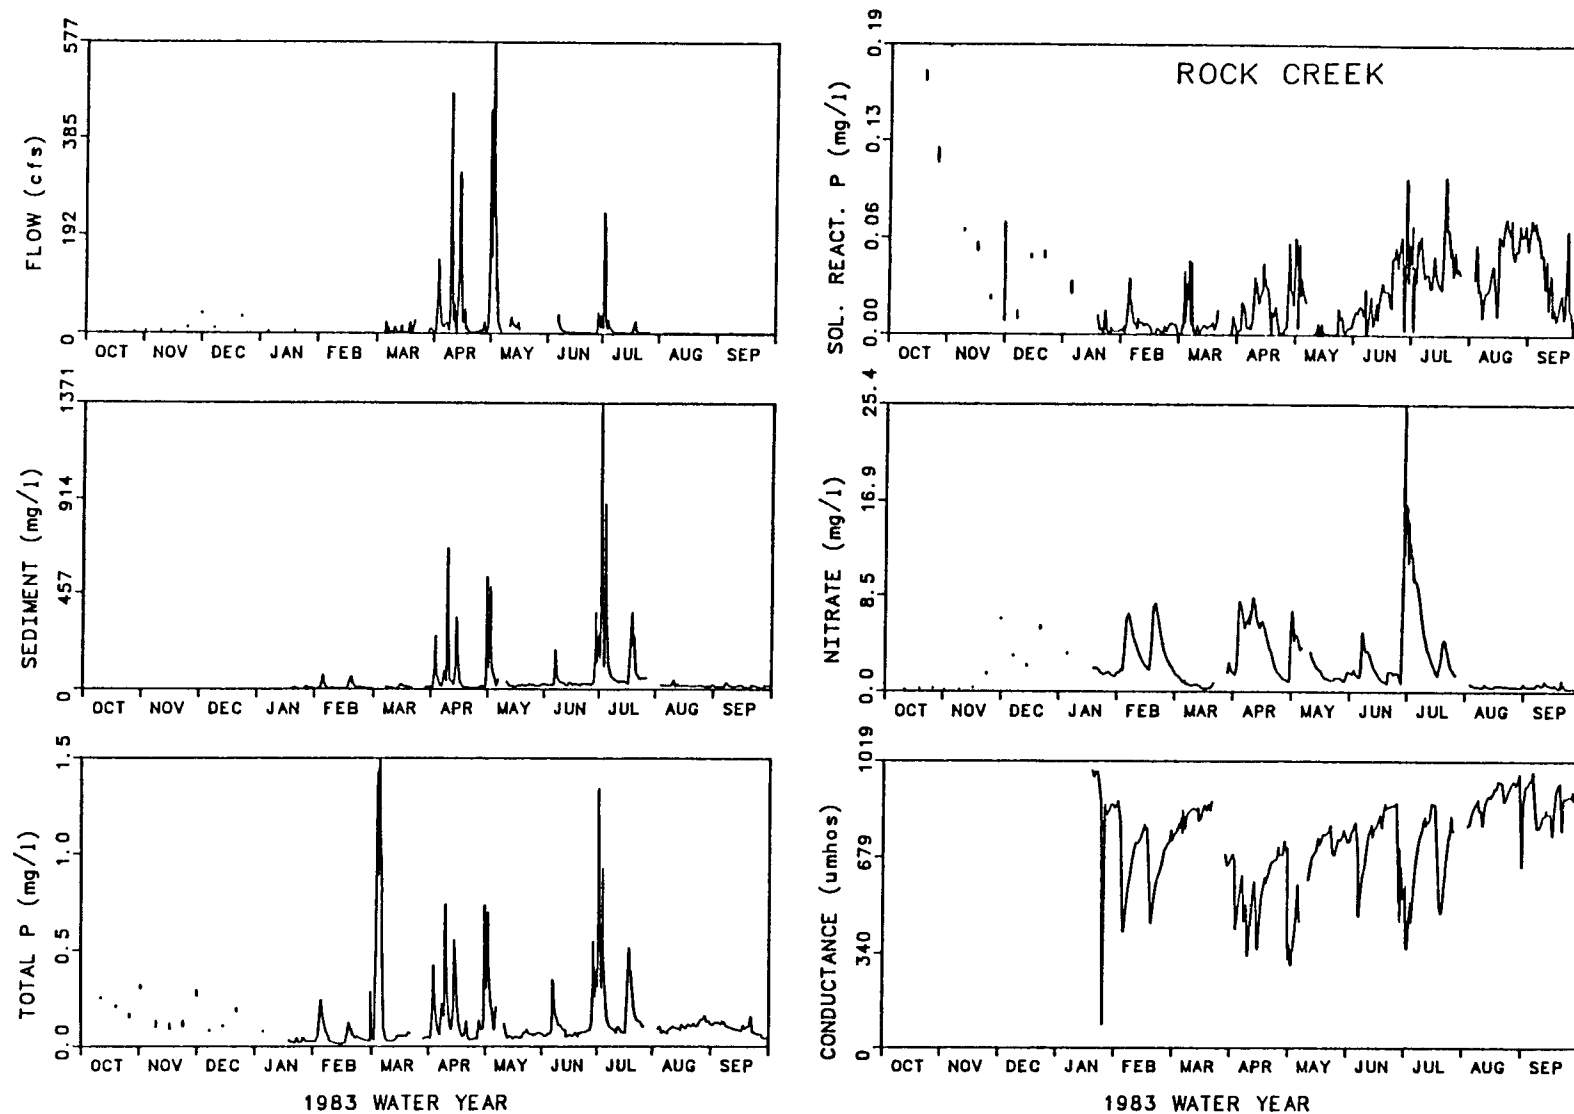 FLOW (cfs)
577
385
192
0
OCT NOV DEC JAN FEB MAR APR MAY JUN JUL AUG SEP
ROCK CREEK
SOL. REACT. P (mg/l)
0.19
0.13
0.06
0.00
OCT NOV DEC JAN FEB MAR APR MAY JUN JUL AUG SEP
SEDIMENT (mg/l)
1371
914
457
0
OCT NOV DEC JAN FEB MAR APR MAY JUN JUL AUG SEP
NITRATE (mg/l)
25.4
16.9
8.5
0.0
OCT NOV DEC JAN FEB MAR APR MAY JUN JUL AUG SEP
TOTAL P (mg/l)
1.5
1.0
0.5
0.0
OCT NOV DEC JAN FEB MAR APR MAY JUN JUL AUG SEP
1983 WATER YEAR
CONDUCTANCE (umhos)
1019
679
340
0
OCT NOV DEC JAN FEB MAR APR MAY JUN JUL AUG SEP
1983 WATER YEAR